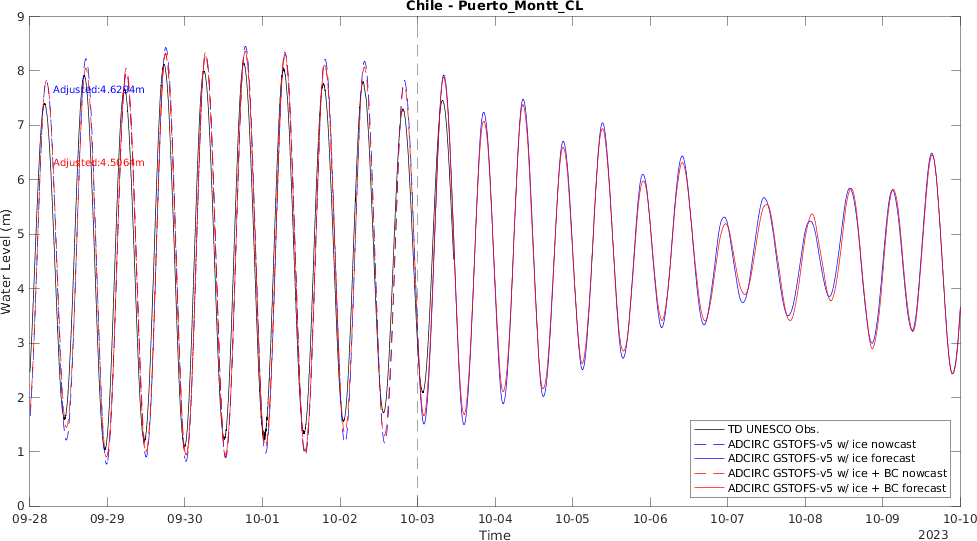 Chile - Puerto_Montt_CL
9
8
7
6
5
4
3
2
1
0
Water Level (m)
Adjusted:4.6294m
Adjusted:4.5064m
TD UNESCO Obs.
ADCIRC GSTOFS-v5 w/ ice nowcast
ADCIRC GSTOFS-v5 w/ ice forecast
ADCIRC GSTOFS-v5 w/ ice + BC nowcast
ADCIRC GSTOFS-v5 w/ ice + BC forecast
09-28 09-29 09-30 10-01 10-02 10-03 10-04 10-05 10-06 10-07 10-08 10-09 10-10
Time
2023